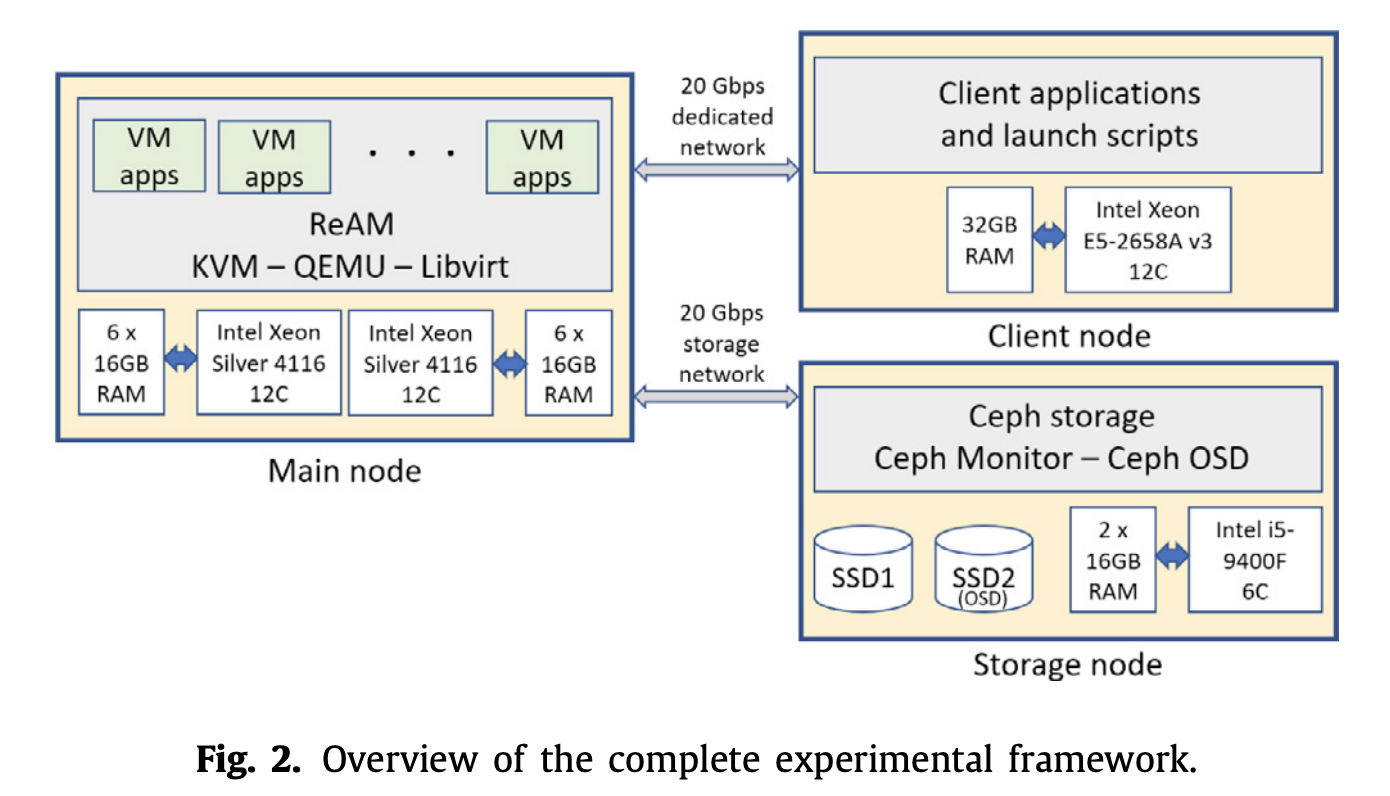 VM
apps
VM
apps
. . .
VM
apps
ReAM
KVM – QEMU – Libvirt
6 x
16GB
RAM
Intel Xeon
Silver 4116
12C
Intel Xeon
Silver 4116
12C
6 x
16GB
RAM
Main node
20 Gbps
dedicated
network
20 Gbps
storage
network
Client applications
and launch scripts
32GB
RAM
Intel Xeon
E5-2658A v3
12C
Client node
Ceph storage
Ceph Monitor – Ceph OSD
SSD1
SSD2
(OSD)
2 x
16GB
RAM
Intel i5-
9400F
6C
Storage node
Fig. 2. Overview of the complete experimental framework.